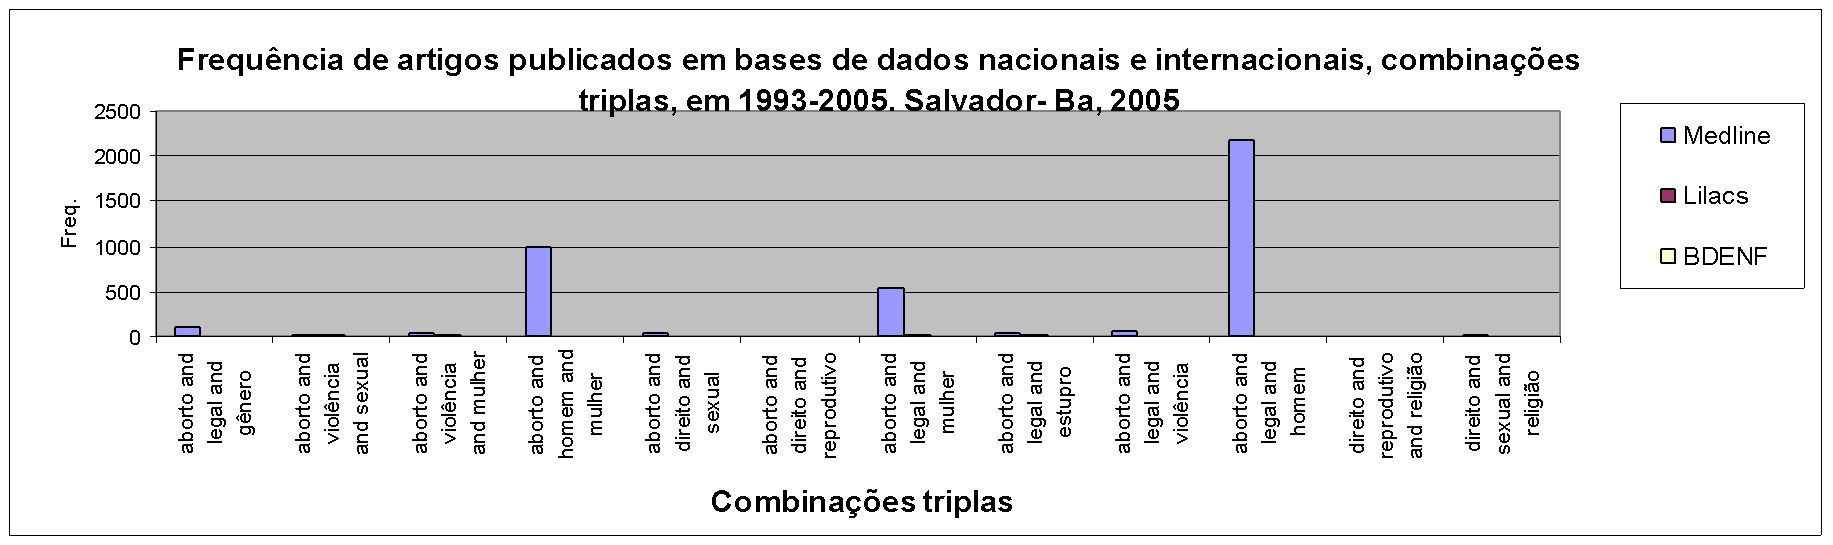 Frequência de artigos publicados em bases de dados nacionais e internacionais, combinações
triplas, em 1993-2005. Salvador- Ba, 2005
2500
2000
1500
1000
500
0
Freq.
aborto and
legal and
gênero
aborto and
violência
and sexual
aborto and
violência
and mulher
aborto and
homem and
mulher
aborto and
direito and
sexual
aborto and
direito and
reprodutivo
aborto and
legal and
mulher
aborto and
legal and
estupro
aborto and
legal and
violência
aborto and
legal and
homem
direito and
reprodutivo
and religião
direito and
sexual and
religião
Combinações triplas
Medline
Lilacs
BDENF